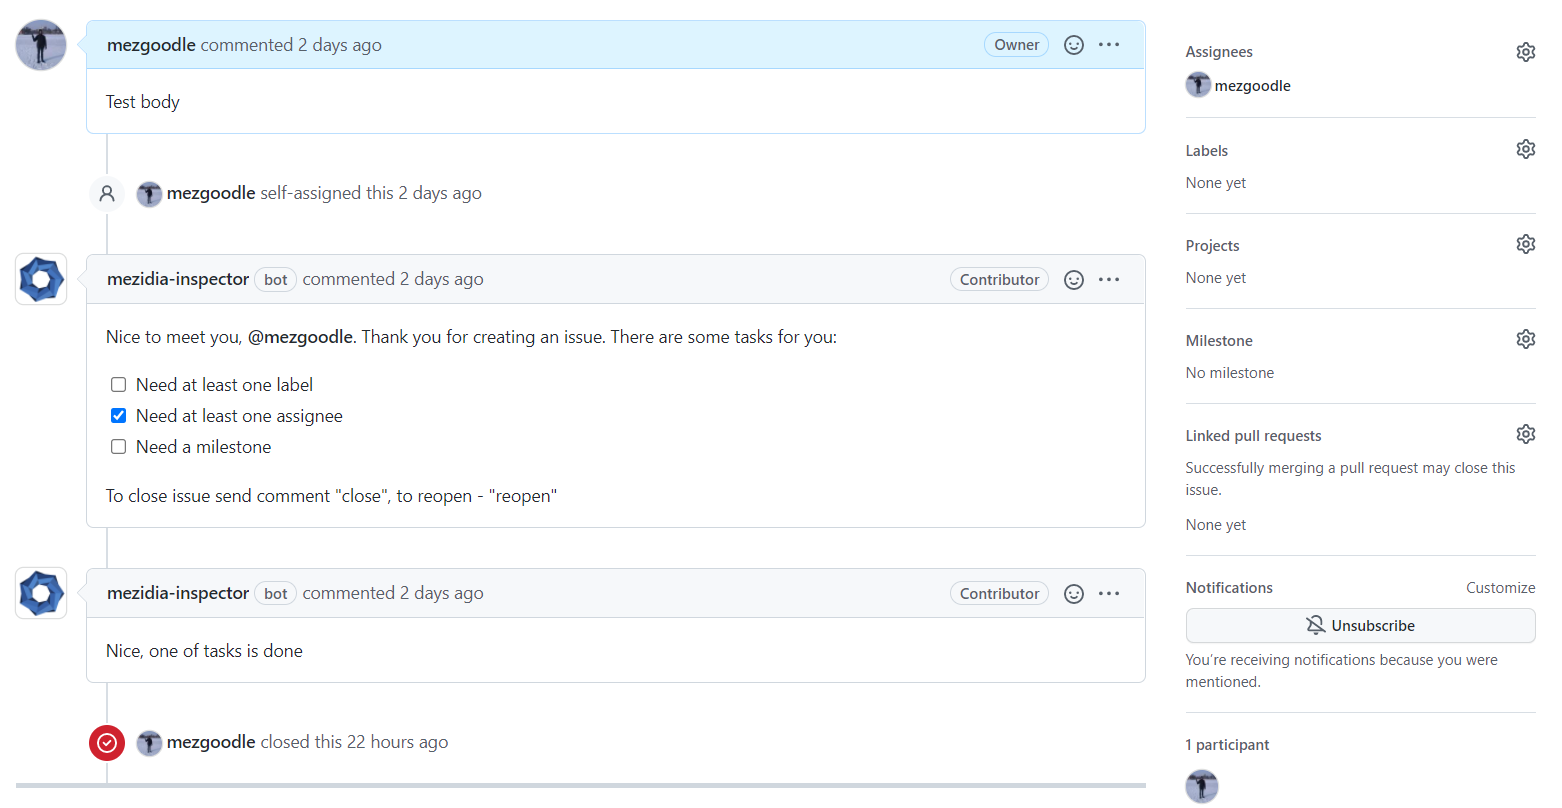 mezgoodle commented 2 days ago
Owner
Test body
mezgoodle self-assigned this 2 days ago
mezidia-inspector bot commented 2 days ago
Contributor
Nice to meet you, @mezgoodle. Thank you for creating an issue. There are some tasks for you:
Need at least one label
Need at least one assignee
Need a milestone
To close issue send comment "close", to reopen - "reopen"
mezidia-inspector bot commented 2 days ago
Contributor
Nice, one of tasks is done
mezgoodle closed this 22 hours ago
Assignees
mezgoodle
Labels
None yet
Projects
None yet
Milestone
No milestone
Linked pull requests
Successfully merging a pull request may close this
issue.
None yet
Notifications
Customize
Unsubscribe
You're receiving notifications because you were
mentioned.
1 participant